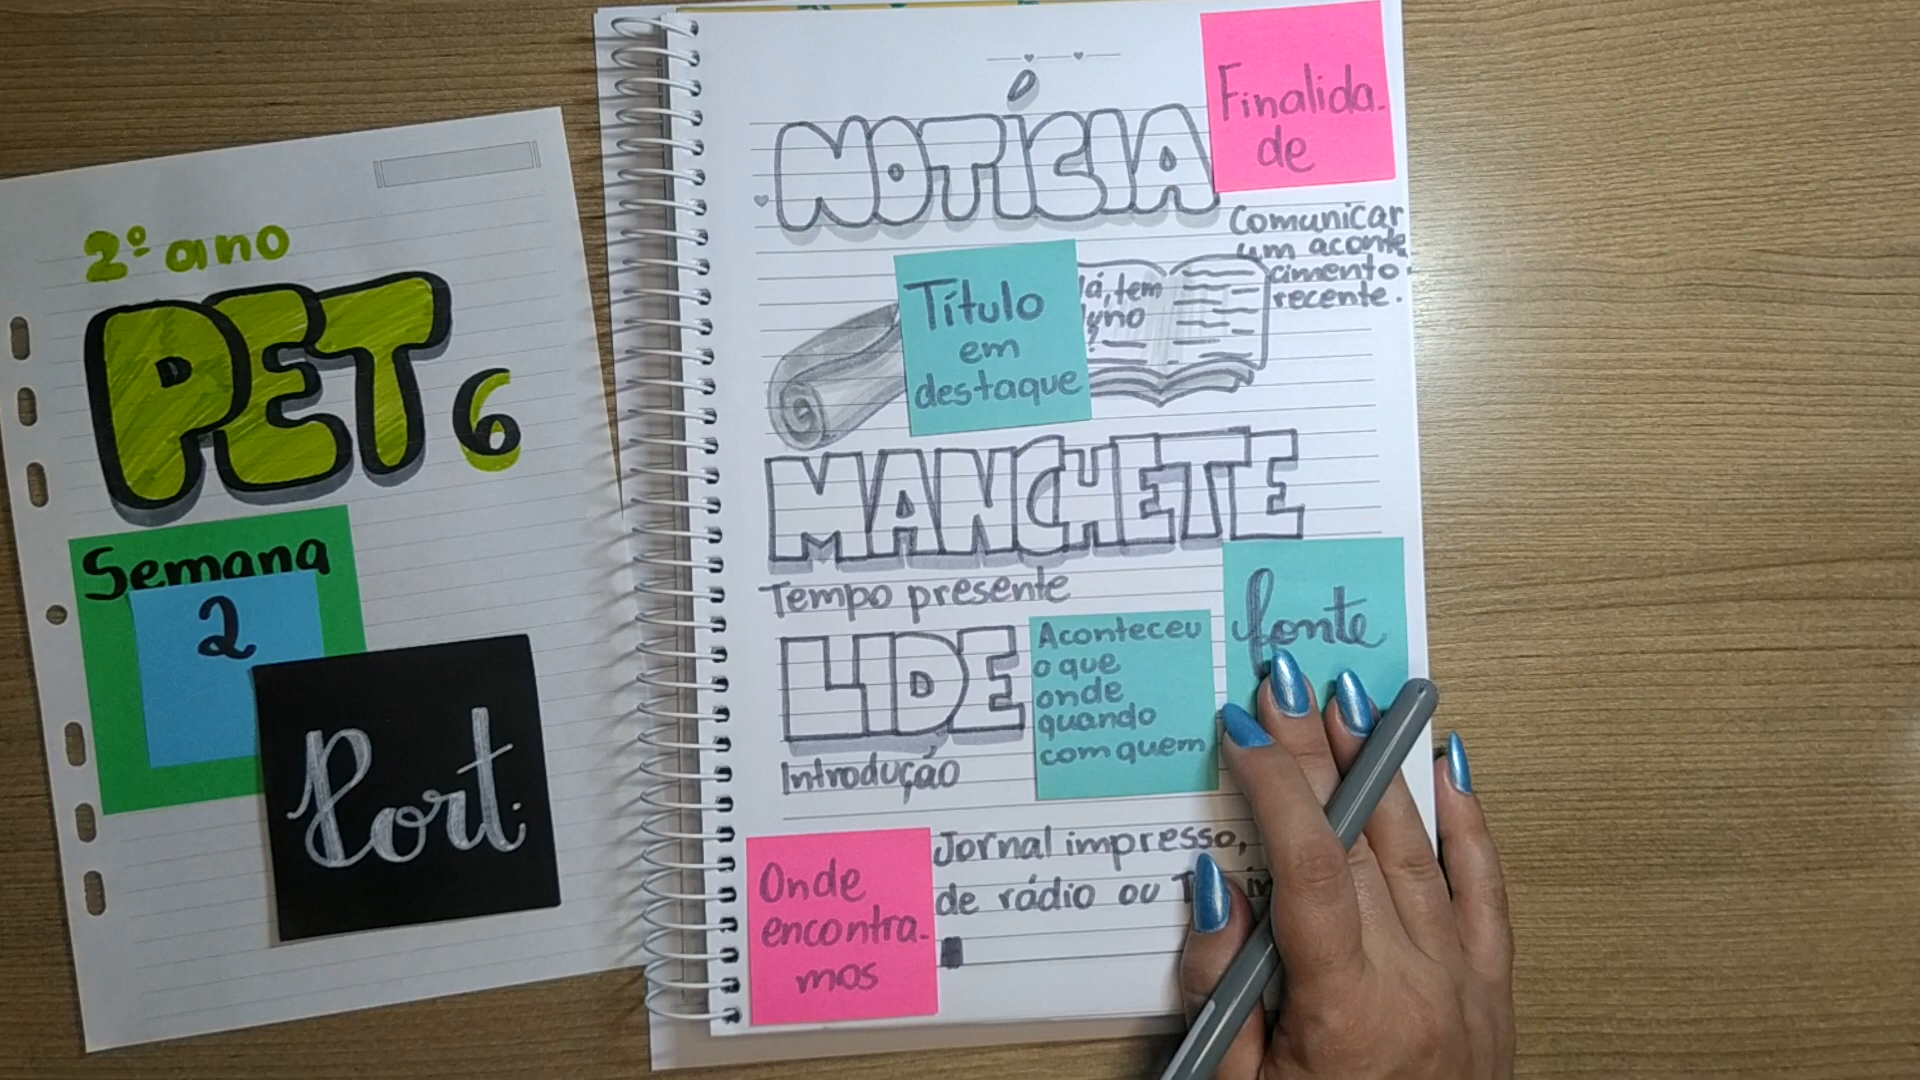 2º ano
PET 6
Semana
2
Port.
NOTÍCIA
Finalida-
de
Comunicar
um aconte
cimento
recente.
Título
em
destaque
lá, tem
?
MANCHETE
Tempo presente
LIDE
Introdução
Aconteceu
o que
onde
quando
com quem
fonte
Onde
encontra-
mos
Jornal impresso,
de rádio ou